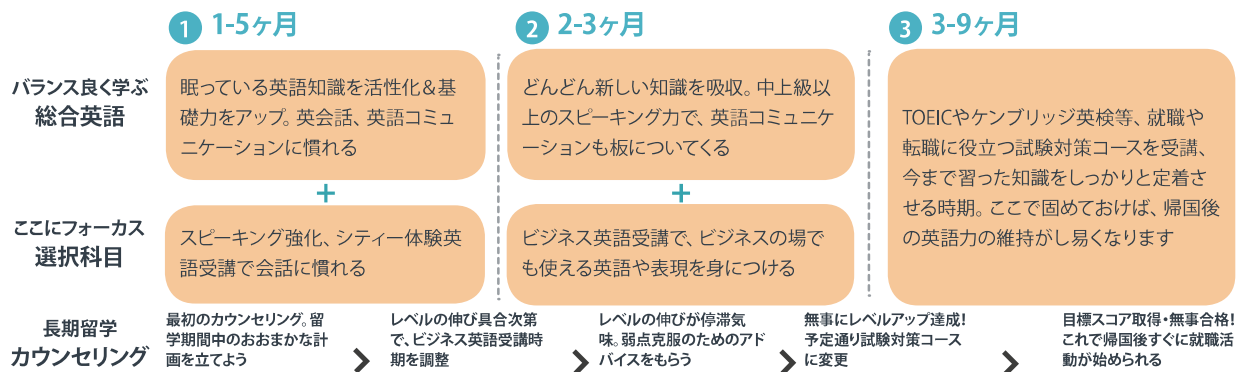 1 1-5ヶ月
2 2-3ヶ月
3 3-9ヶ月
バランス良く学ぶ
総合英語
眠っている英語知識を活性化＆基
礎力をアップ。英会話、英語コミュ
ニケーションに慣れる
どんどん新しい知識を吸収。中上級以
上のスピーキング力で、英語コミュニケ
ーションも板についてくる
TOEICやケンブリッジ英検等、就職や
転職に役立つ試験対策コースを受講、
今まで習った知識をしっかりと定着さ
せる時期。ここで固めておけば、帰国後
の英語力の維持がし易くなります
+
+
ここにフォーカス
選択科目
スピーキング強化、シティー体験英
語受講で会話に慣れる
ビジネス英語受講で、ビジネスの場で
も使える英語や表現を身につける
長期留学
カウンセリング
最初のカウンセリング。留
学期間中のおおまかな計
画を立てよう
レベルの伸び具合次第
で、ビジネス英語受講時
期を調整
レベルの伸びが停滞気
味。弱点克服のためのアド
バイスをもらう
無事にレベルアップ達成！
予定通り試験対策コース
に変更
目標スコア取得・無事合格！
これで帰国後すぐに就職活
動が始められる